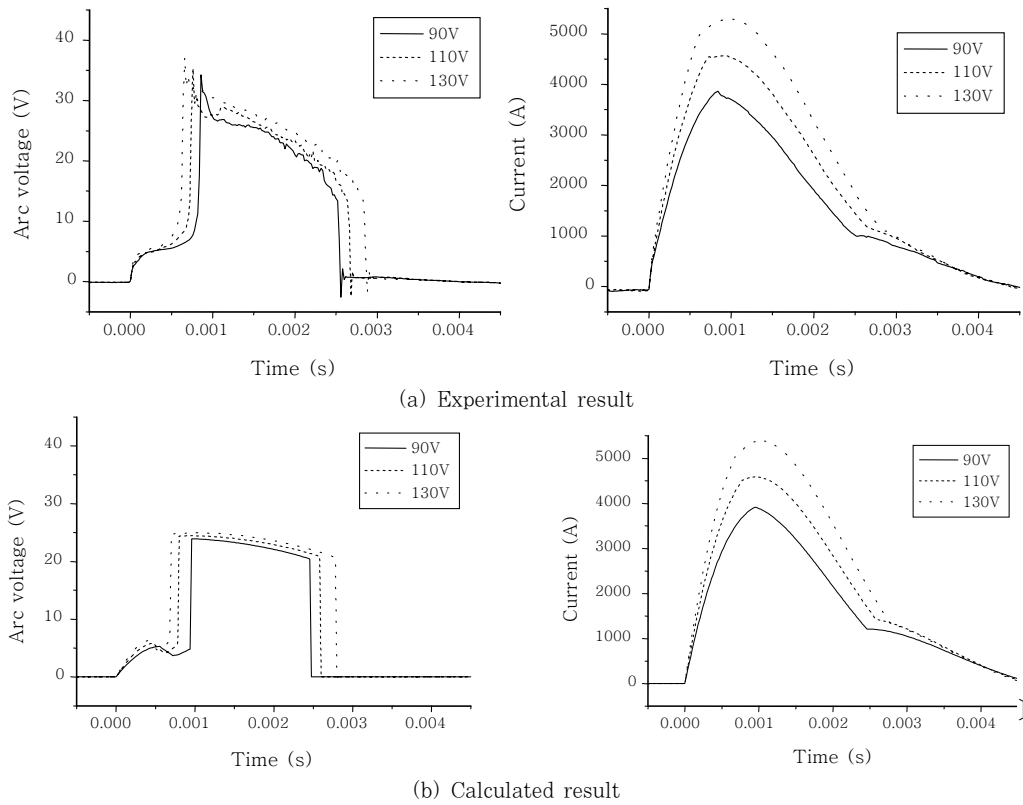 40
30
20
10
0
Arc voltage (V)
90V
110V
130V
0.000 0.001 0.002 0.003 0.004
Time (s)
5000
4000
3000
2000
1000
0
Current (A)
90V
110V
130V
0.000 0.001 0.002 0.003 0.004
Time (s)
(a) Experimental result
40
30
20
10
0
Arc voltage (V)
90V
110V
130V
0.000 0.001 0.002 0.003 0.004
Time (s)
5000
4000
3000
2000
1000
0
Current (A)
90V
110V
130V
0.000 0.001 0.002 0.003 0.004
Time (s)
(b) Calculated result